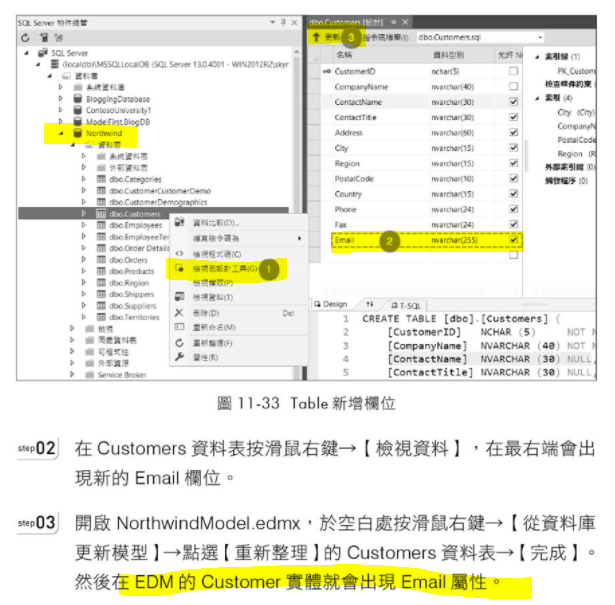 SQL Server 物件總管
SQL Server
(localdb)\MSSQLLocalDB (SQL Server 13.0.4001 - WIN2012R2\skyr
資料庫
系統資料庫
BloggingDatabase
ContosoUniversity1
ModelFirst.BlogDB
Northwind
資料表
系統資料表
外部資料表
dbo.Categories
dbo.CustomerCustomerDemo
dbo.CustomerDemographics
dbo.Customers
dbo.Employees
dbo.EmployeeTer
dbo.Order Details
dbo.Orders
dbo.Products
dbo.Region
dbo.Shippers
dbo.Suppliers
dbo.Territories
檢視
同義資料表
可程式性
外部資源
Service Broker
資料比較(D)...
編寫指令碼為
檢視程式碼(C)
檢視表設計工具(G) 1
檢視權限(P)
檢視資料(T)
刪除(D) Del
重新命名(M)
重新整理(F)
屬性(R)
dbo.Customers [設計]
更新 3 指令碼檔案(I): dbo.Customers.sql
名稱 資料型別 允許 N
CustomerID nchar(5)
CompanyName nvarchar(40)
ContactName nvarchar(30)
ContactTitle nvarchar(30)
Address nvarchar(60)
City nvarchar(15)
Region nvarchar(15)
PostalCode nvarchar(10)
Country nvarchar(15)
Phone nvarchar(24)
Fax nvarchar(24)
Email 2 nvarchar(255)
索引鍵 (1)
PK_Custom
檢查條件約束 (
索引 (4)
City (City)
CompanyN
PostalCod
Region (R
外部索引鍵 (0)
觸發程序 (0)
Design T-SQL
1 CREATE TABLE [dbo].[Customers] (
2 [CustomerID] NCHAR (5) NOT N
3 [CompanyName] NVARCHAR (40) NOT N
4 [ContactName] NVARCHAR (30) NULL,
5 [ContactTitle] NVARCHAR (30) NULL,
圖 11-33 Table 新增欄位
step02 在 Customers 資料表按滑鼠右鍵→【檢視資料】,在最右端會出
現新的 Email 欄位。
step03 開啟 NorthwindModel.edmx,於空白處按滑鼠右鍵→【從資料庫
更新模型】→點選【重新整理】的 Customers 資料表→【完成】。
然後在 EDM 的 Customer 實體就會出現 Email 屬性。